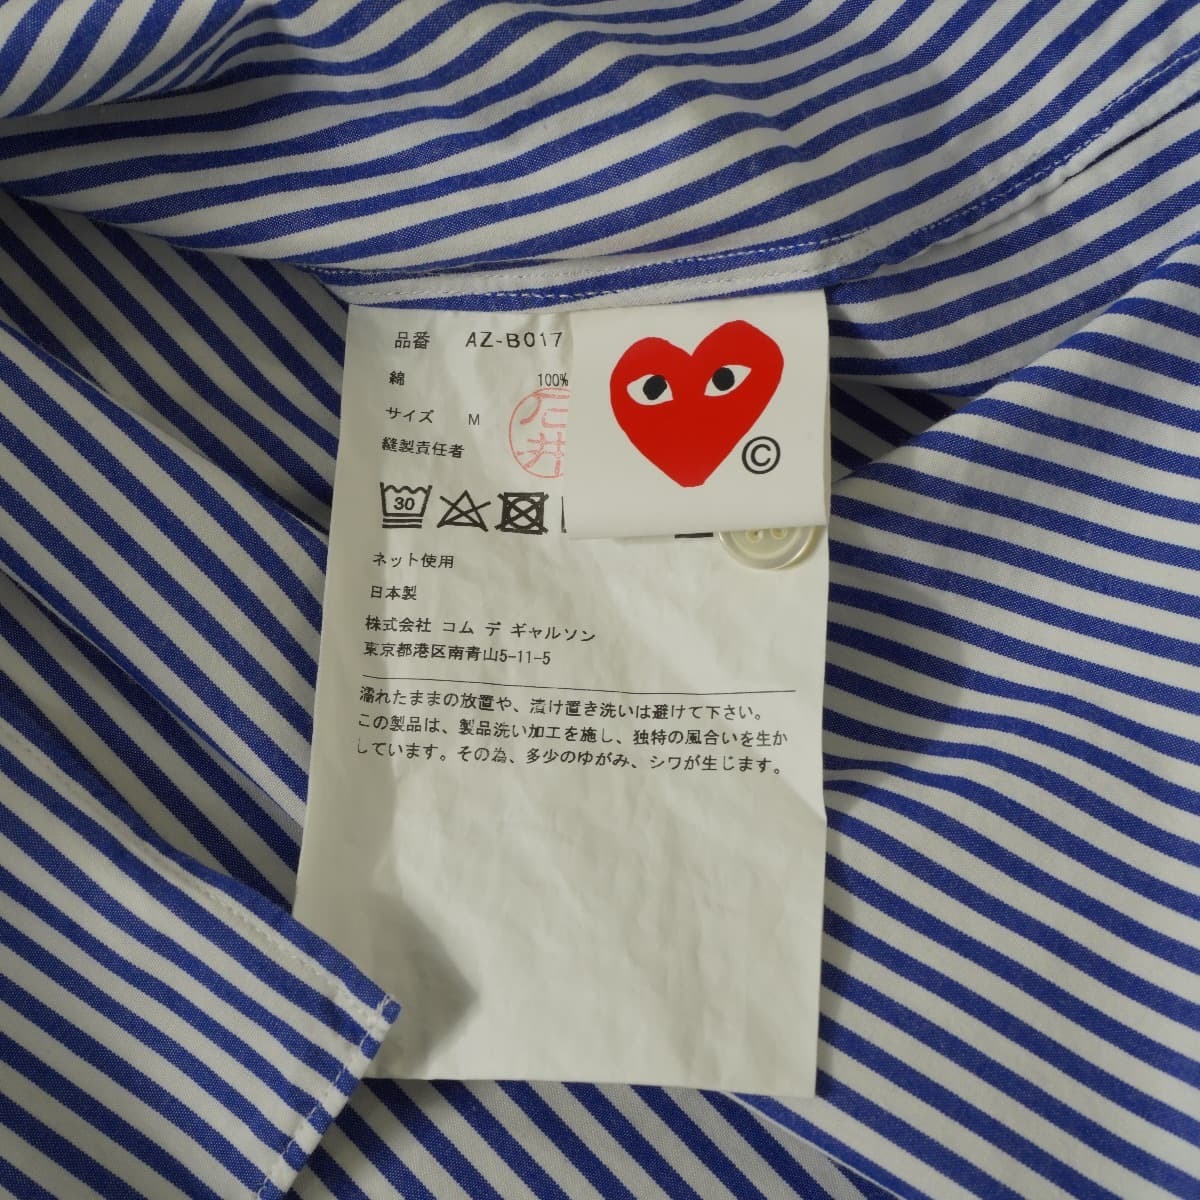 品番 AZ-B017
綿 100%
サイズ M
縫製責任者 石井
30
©
ネット使用
日本製
株式会社 コム デ ギャルソン
東京都港区南青山5-11-5
濡れたままの放置や、漬け置き洗いは避けて下さい。
この製品は、製品洗い加工を施し、独特の風合いを生か
しています。その為、多少のゆがみ、シワが生じます。